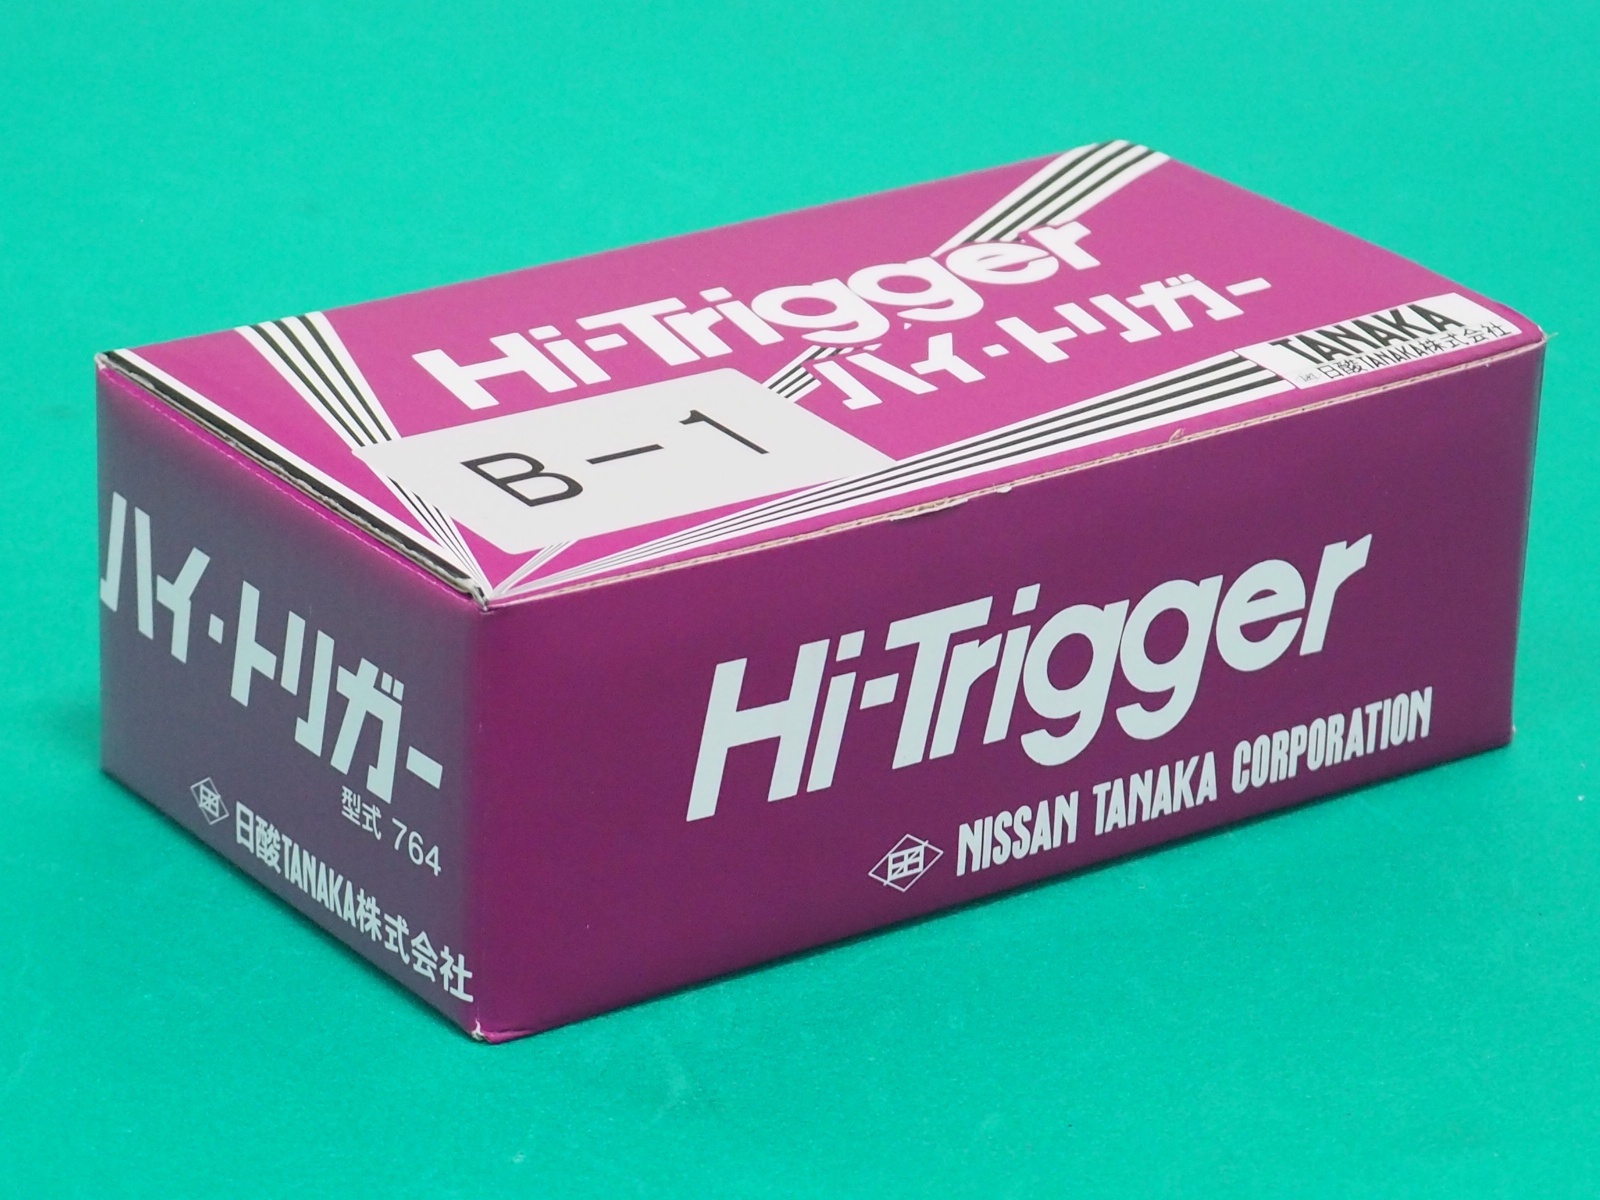 Hi-Trigger
ハイ・トリガー
B-1
TANAKA
日酸TANAKA株式会社
ハイ・トリガー
型式 764
日酸TANAKA株式会社
Hi-Trigger
NISSAN TANAKA CORPORATION